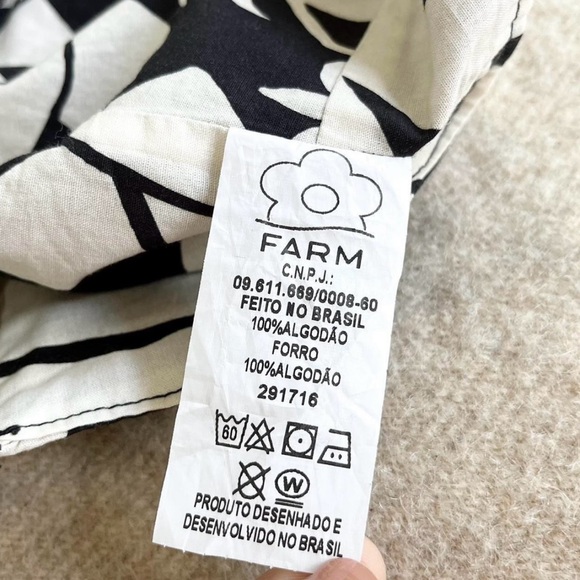 FARM
C.N.P.J.:
09.611.669/0008-60
FEITO NO BRASIL
100%ALGODÃO
FORRO
100%ALGODÃO
291716
60
W
PRODUTO DESENHADO E
DESENVOLVIDO NO BRASIL